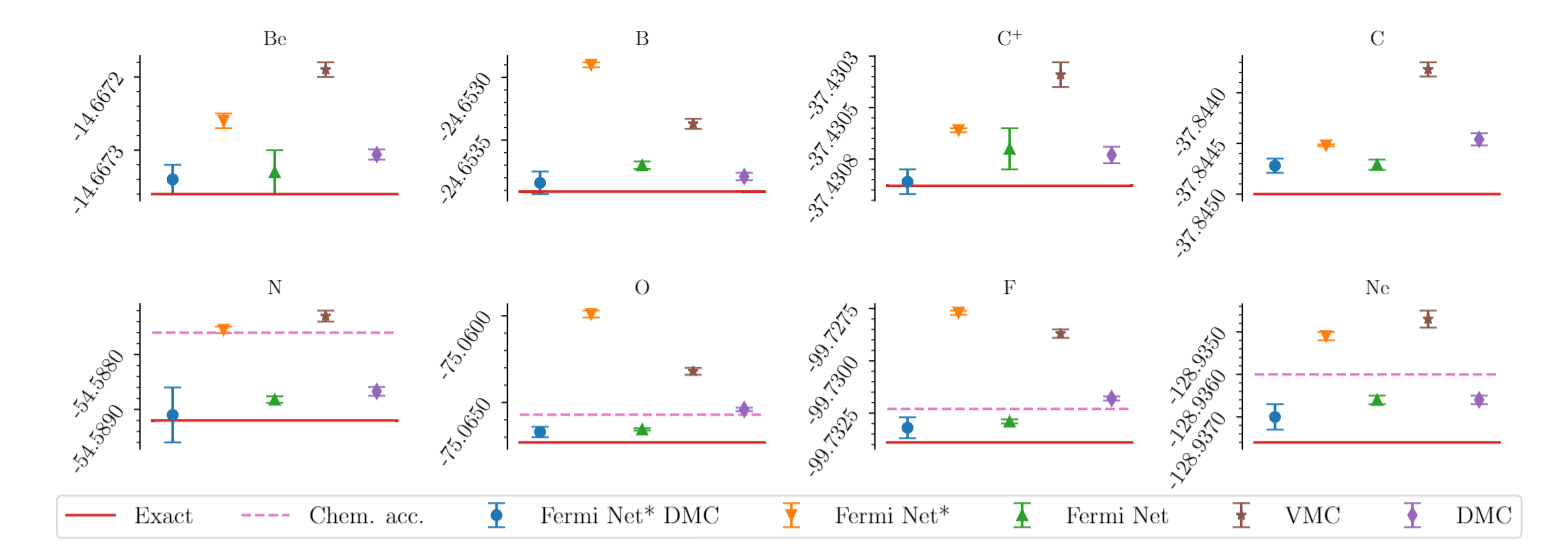 Be
B
C+
C
-14.6672
-14.6673
-24.6530
-24.6535
-37.4303
-37.4305
-37.4308
-37.8440
-37.8445
-37.8450
N
O
F
Ne
-54.5880
-54.5890
-75.0600
-75.0650
-99.7275
-99.7300
-99.7325
-128.9350
-128.9360
-128.9370
Exact Chem. acc. Fermi Net* DMC Fermi Net* Fermi Net VMC DMC